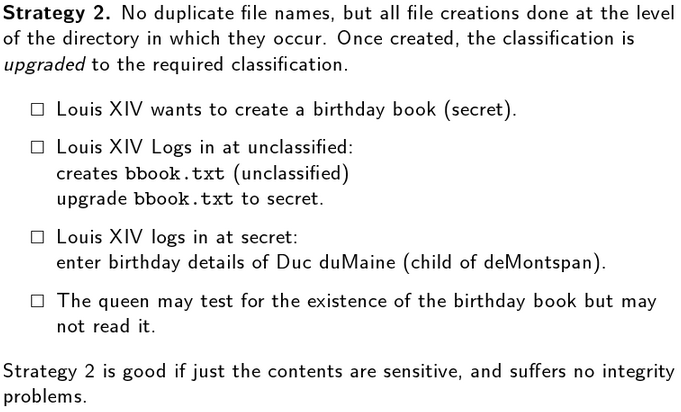 Strategy 2. No duplicate file names, but all file creations done at the level
of the directory in which they occur. Once created, the classification is
upgraded to the required classification.
□ Louis XIV wants to create a birthday book (secret).
□ Louis XIV Logs in at unclassified:
creates bbook.txt (unclassified)
upgrade bbook.txt to secret.
□ Louis XIV logs in at secret:
enter birthday details of Duc duMaine (child of deMontspan).
□ The queen may test for the existence of the birthday book but may
not read it.
Strategy 2 is good if just the contents are sensitive, and suffers no integrity
problems.